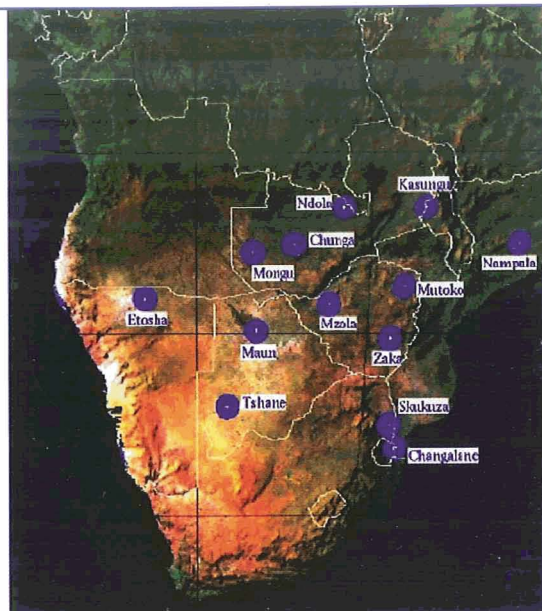 Kasungu
Ndola
Chunga
Mongu
Nampula
Mutoko
Etosha
Mzola
Maun
Zaka
Tshane
Skukuza
Changalane